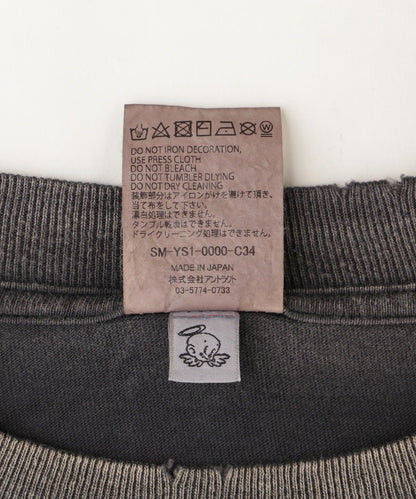 DO NOT IRON DECORATION,
USE PRESS CLOTH
DO NOT BLEACH.
DO NOT TUMBLER DRYING
DO NOT DRY CLEANING
装飾部分はアイロンがけを避けて頂き、
当て布をして下さい。
漂白処理はできません。
タンブル乾燥はできません。
ドライクリーニング処理はできません。
SM-YS1-0000-C34
MADE IN JAPAN
株式会社アントラクト
03-5774-0733